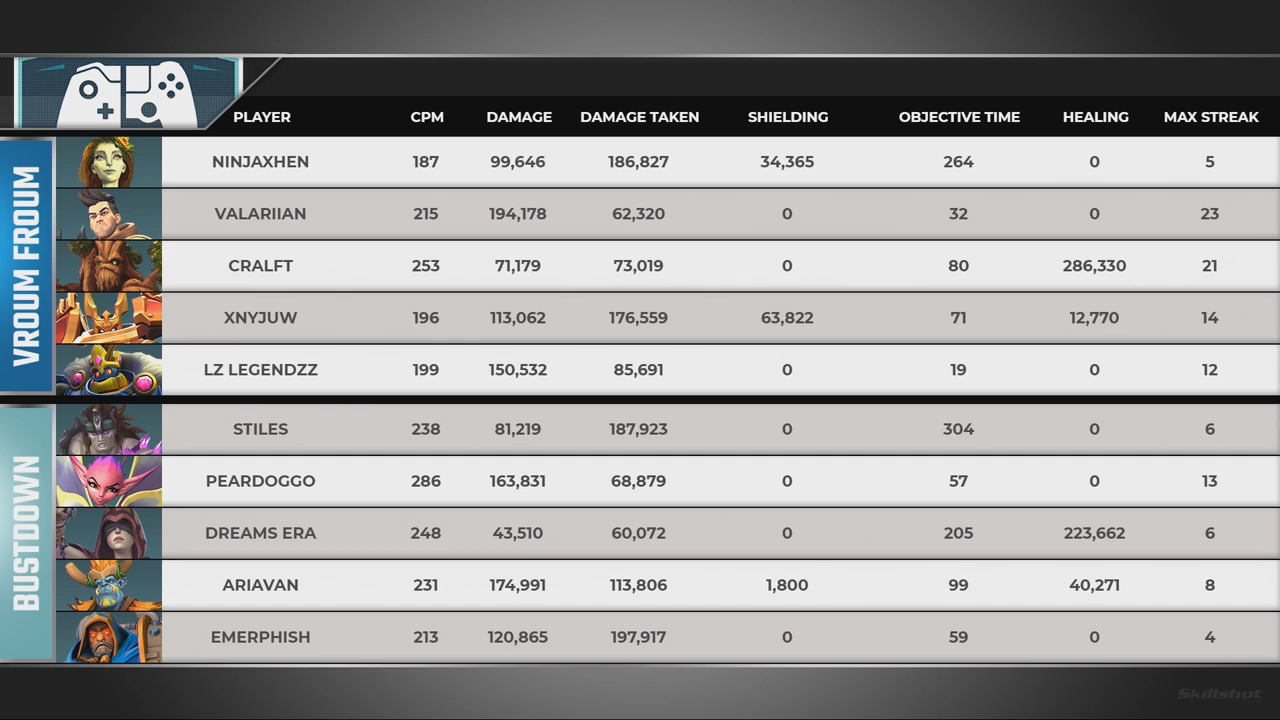 PLAYER CPM DAMAGE DAMAGE TAKEN SHIELDING OBJECTIVE TIME HEALING MAX STREAK
VROUM FROUM
NINJAXHEN 187 99,646 186,827 34,365 264 0 5
VALARIIAN 215 194,178 62,320 0 32 0 23
CRALFT 253 71,179 73,019 0 80 286,330 21
XNYJUW 196 113,062 176,559 63,822 71 12,770 14
LZ LEGENDZZ 199 150,532 85,691 0 19 0 12
BUSTDOWN
STILES 238 81,219 187,923 0 304 0 6
PEARDOGGO 286 163,831 68,879 0 57 0 13
DREAMS ERA 248 43,510 60,072 0 205 223,662 6
ARIAVAN 231 174,991 113,806 1,800 99 40,271 8
EMERPHISH 213 120,865 197,917 0 59 0 4
Skillshot